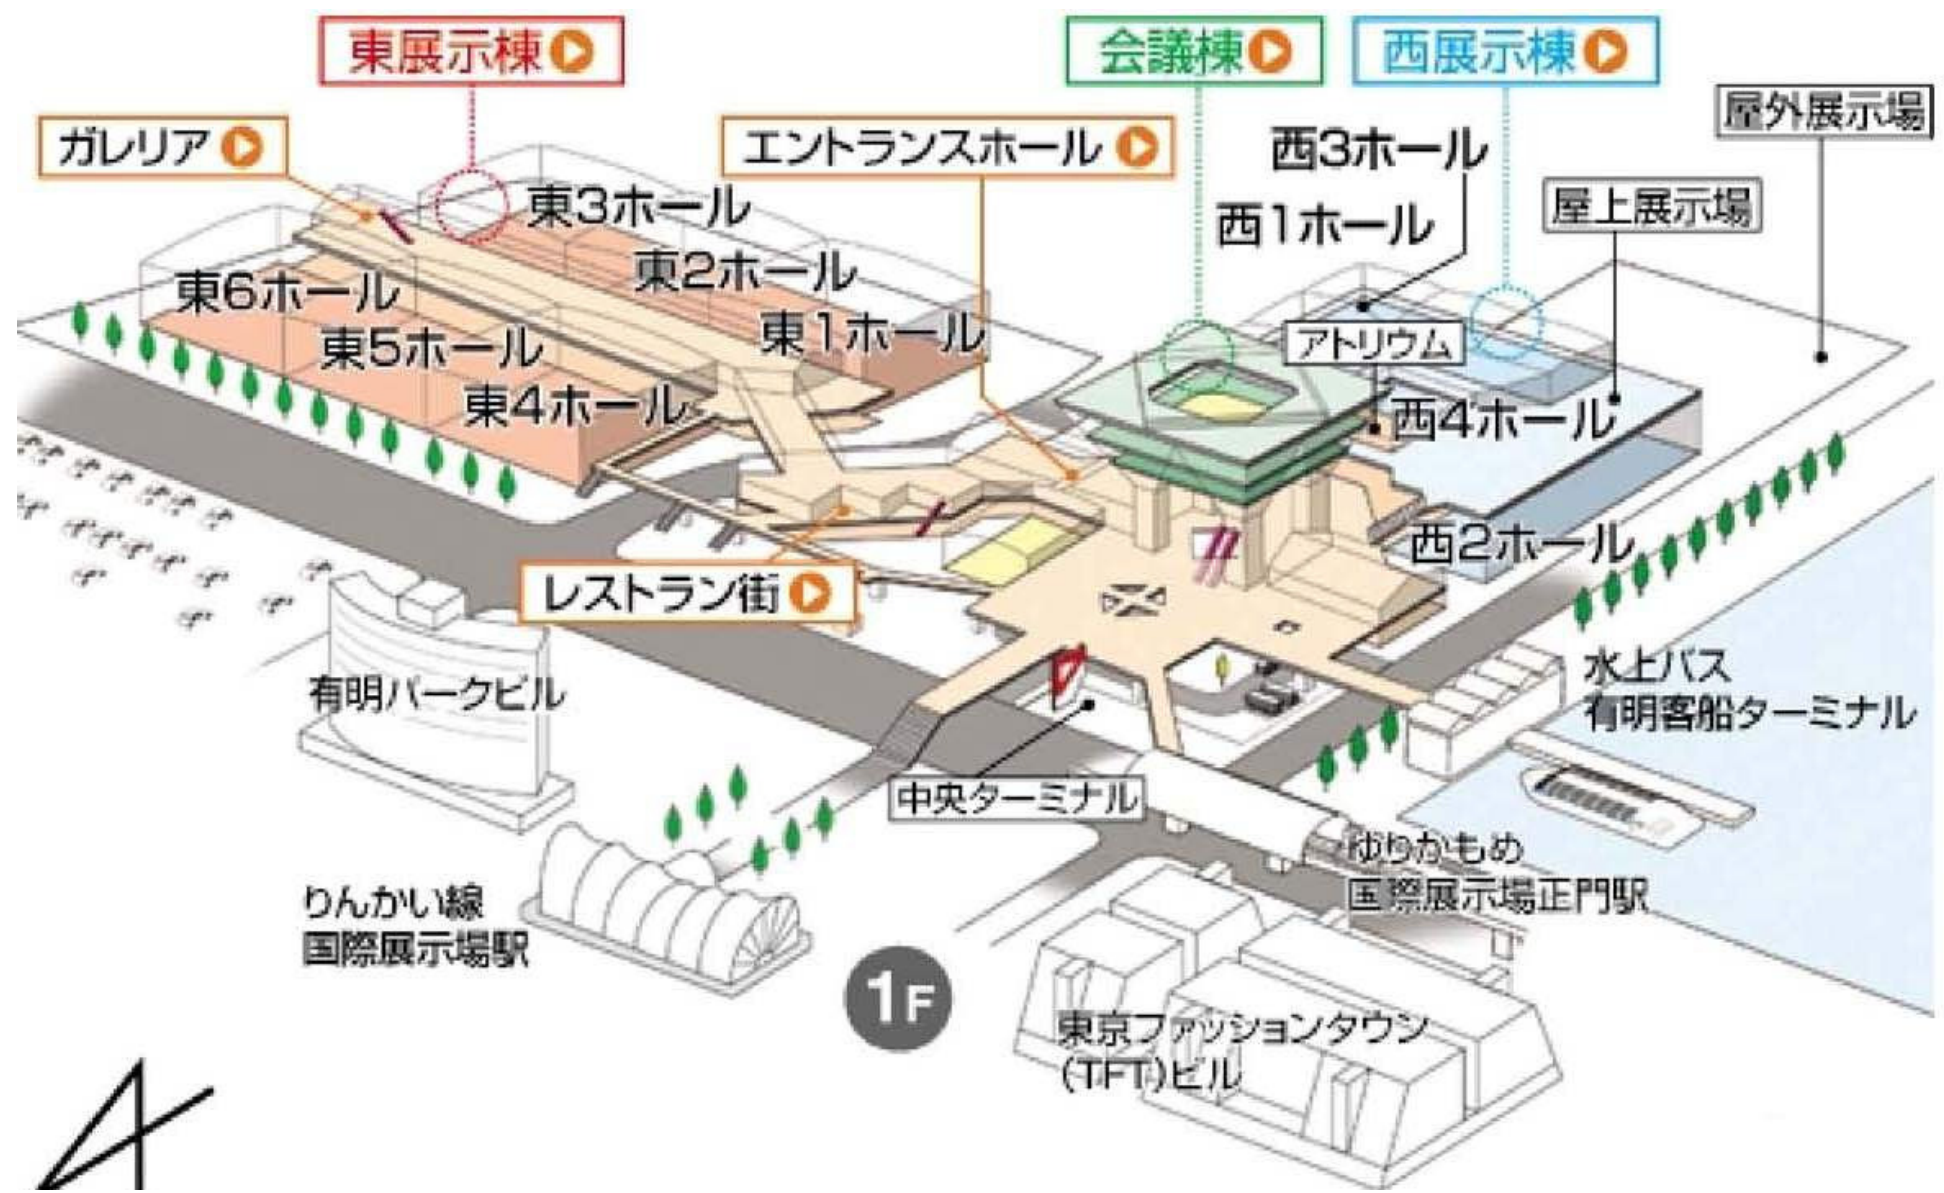 東展示棟
会議棟
西展示棟
屋外展示場
ガレリア
エントランスホール
西3ホール
屋上展示場
西1ホール
東3ホール
東2ホール
東6ホール
東1ホール
東5ホール
アトリウム
東4ホール
西4ホール
西2ホール
レストラン街
有明パークビル
水上バス
有明客船ターミナル
中央ターミナル
ゆりかもめ
国際展示場正門駅
りんかい線
国際展示場駅
1F
東京ファッションタウン
(TFT)ビル